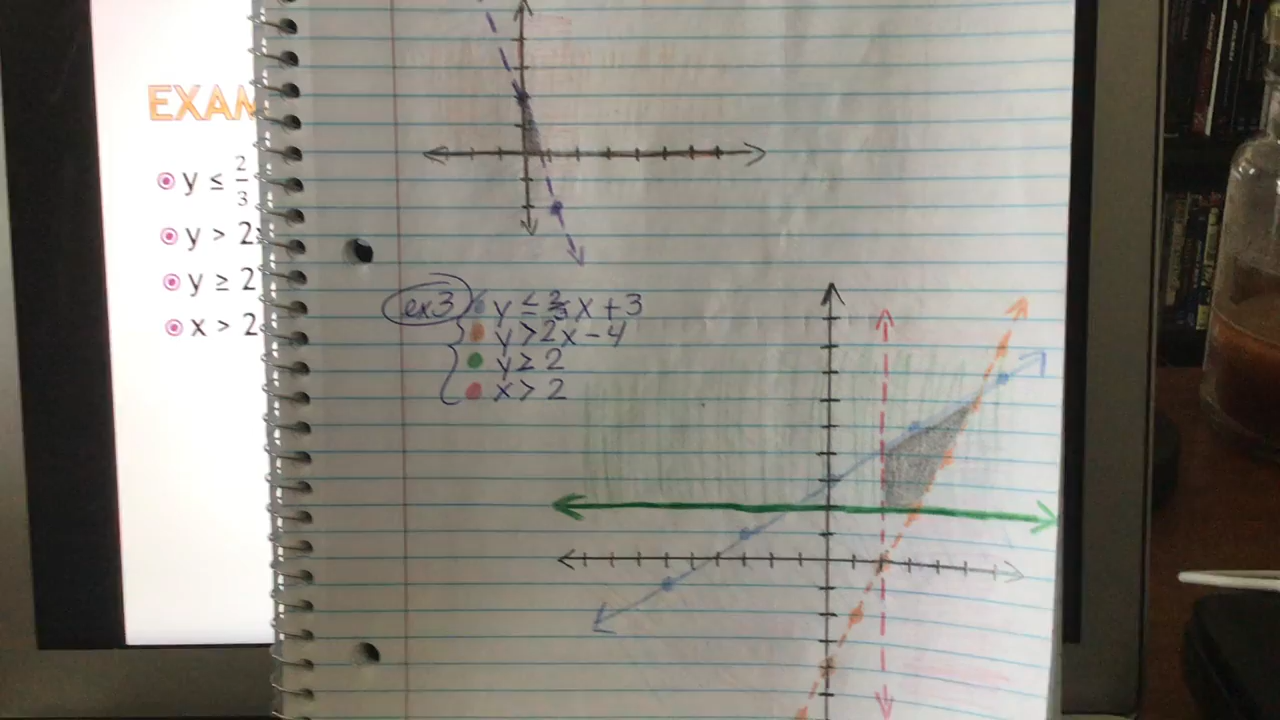 EXAM
y ≤ 2/3
y > 2
y ≥ 2
x > 2
ex3 y ≤ 2/3x + 3
y > 2x - 4
y ≥ 2
x > 2